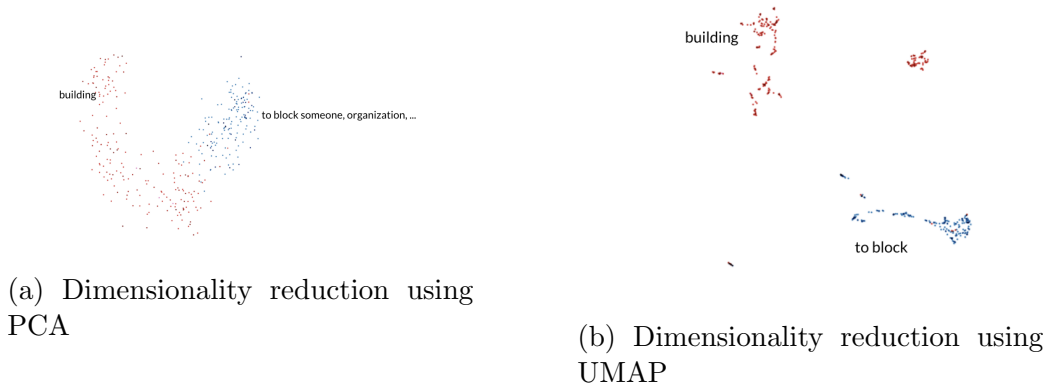 building
to block someone, organization, ...
(a) Dimensionality reduction using
PCA
building
to block
(b) Dimensionality reduction using
UMAP